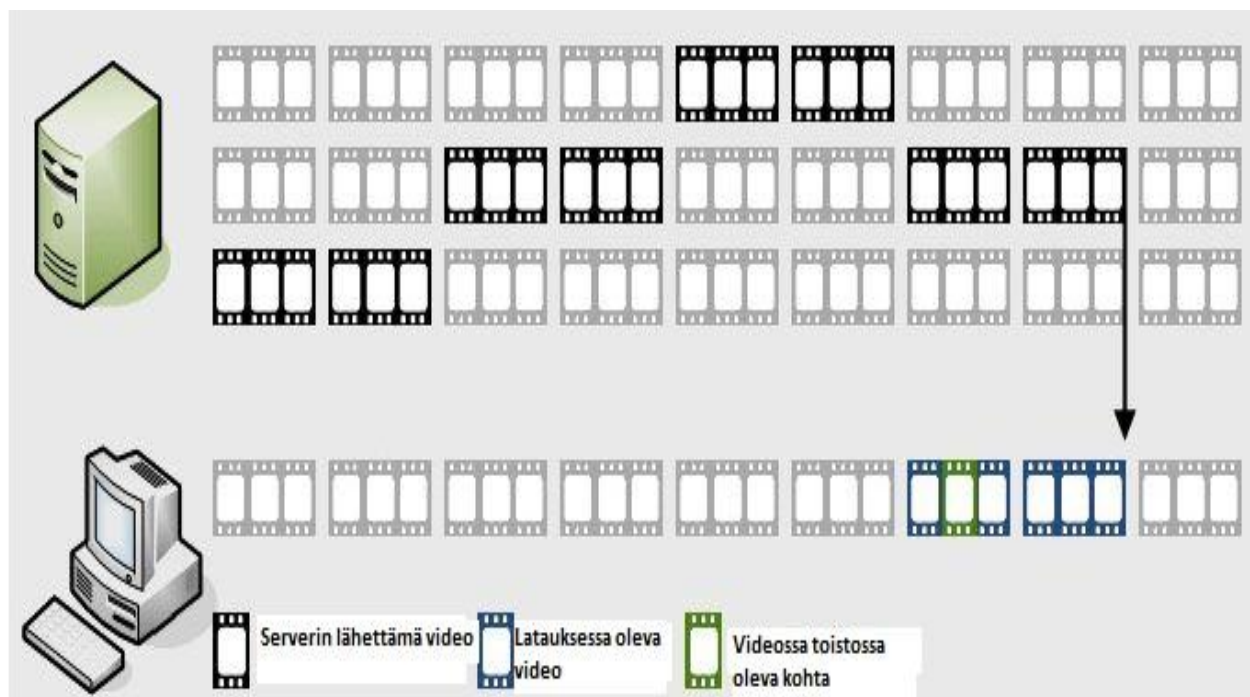 Serverin lähettämä video
Latauksessa oleva
video
Videossa toistossa
oleva kohta